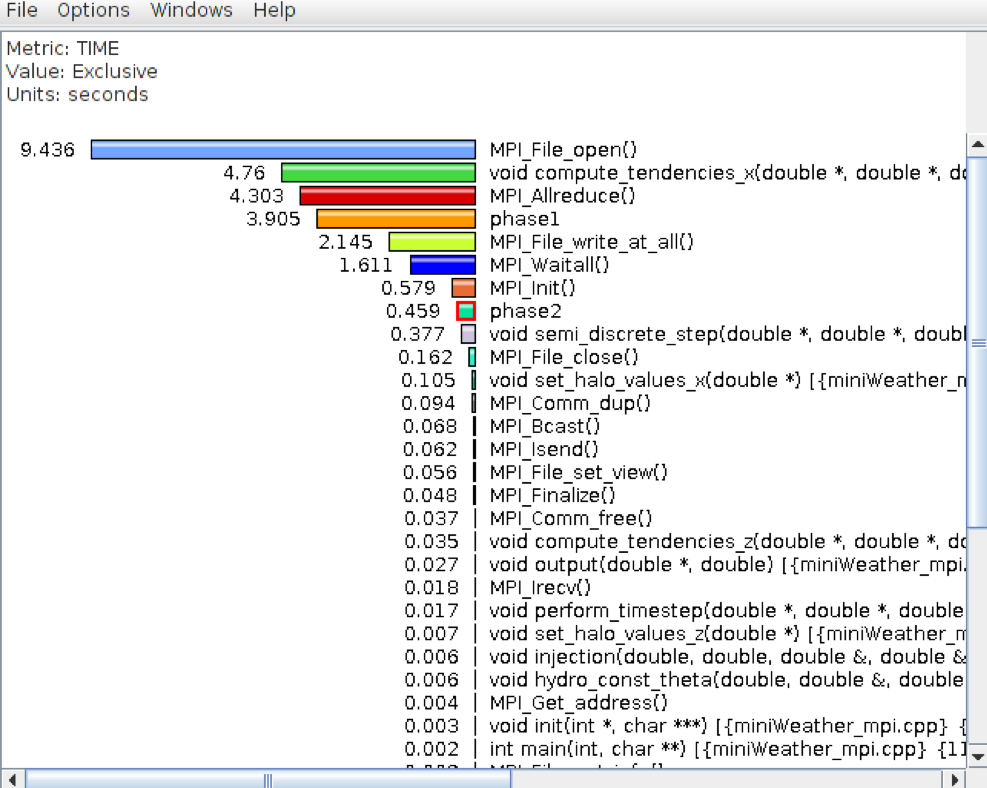 File Options Windows Help
Metric: TIME
Value: Exclusive
Units: seconds
9.436 MPI_File_open()
4.76 void compute_tendencies_x(double *, double *, do
4.303 MPI_Allreduce()
3.905 phase1
2.145 MPI_File_write_at_all()
1.611 MPI_Waitall()
0.579 MPI_Init()
0.459 phase2
0.377 void semi_discrete_step(double *, double *, doubl
0.162 MPI_File_close()
0.105 void set_halo_values_x(double *) [{miniWeather_m
0.094 MPI_Comm_dup()
0.068 MPI_Bcast()
0.062 MPI_Isend()
0.056 MPI_File_set_view()
0.048 MPI_Finalize()
0.037 MPI_Comm_free()
0.035 void compute_tendencies_z(double *, double *, do
0.027 void output(double *, double) [{miniWeather_mpi.
0.018 MPI_Irecv()
0.017 void perform_timestep(double *, double *, double
0.007 void set_halo_values_z(double *) [{miniWeather_m
0.006 void injection(double, double, double &, double &
0.006 void hydro_const_theta(double, double &, double
0.004 MPI_Get_address()
0.003 void init(int *, char ***) [{miniWeather_mpi.cpp} {
0.002 int main(int, char **) [{miniWeather_mpi.cpp} {11